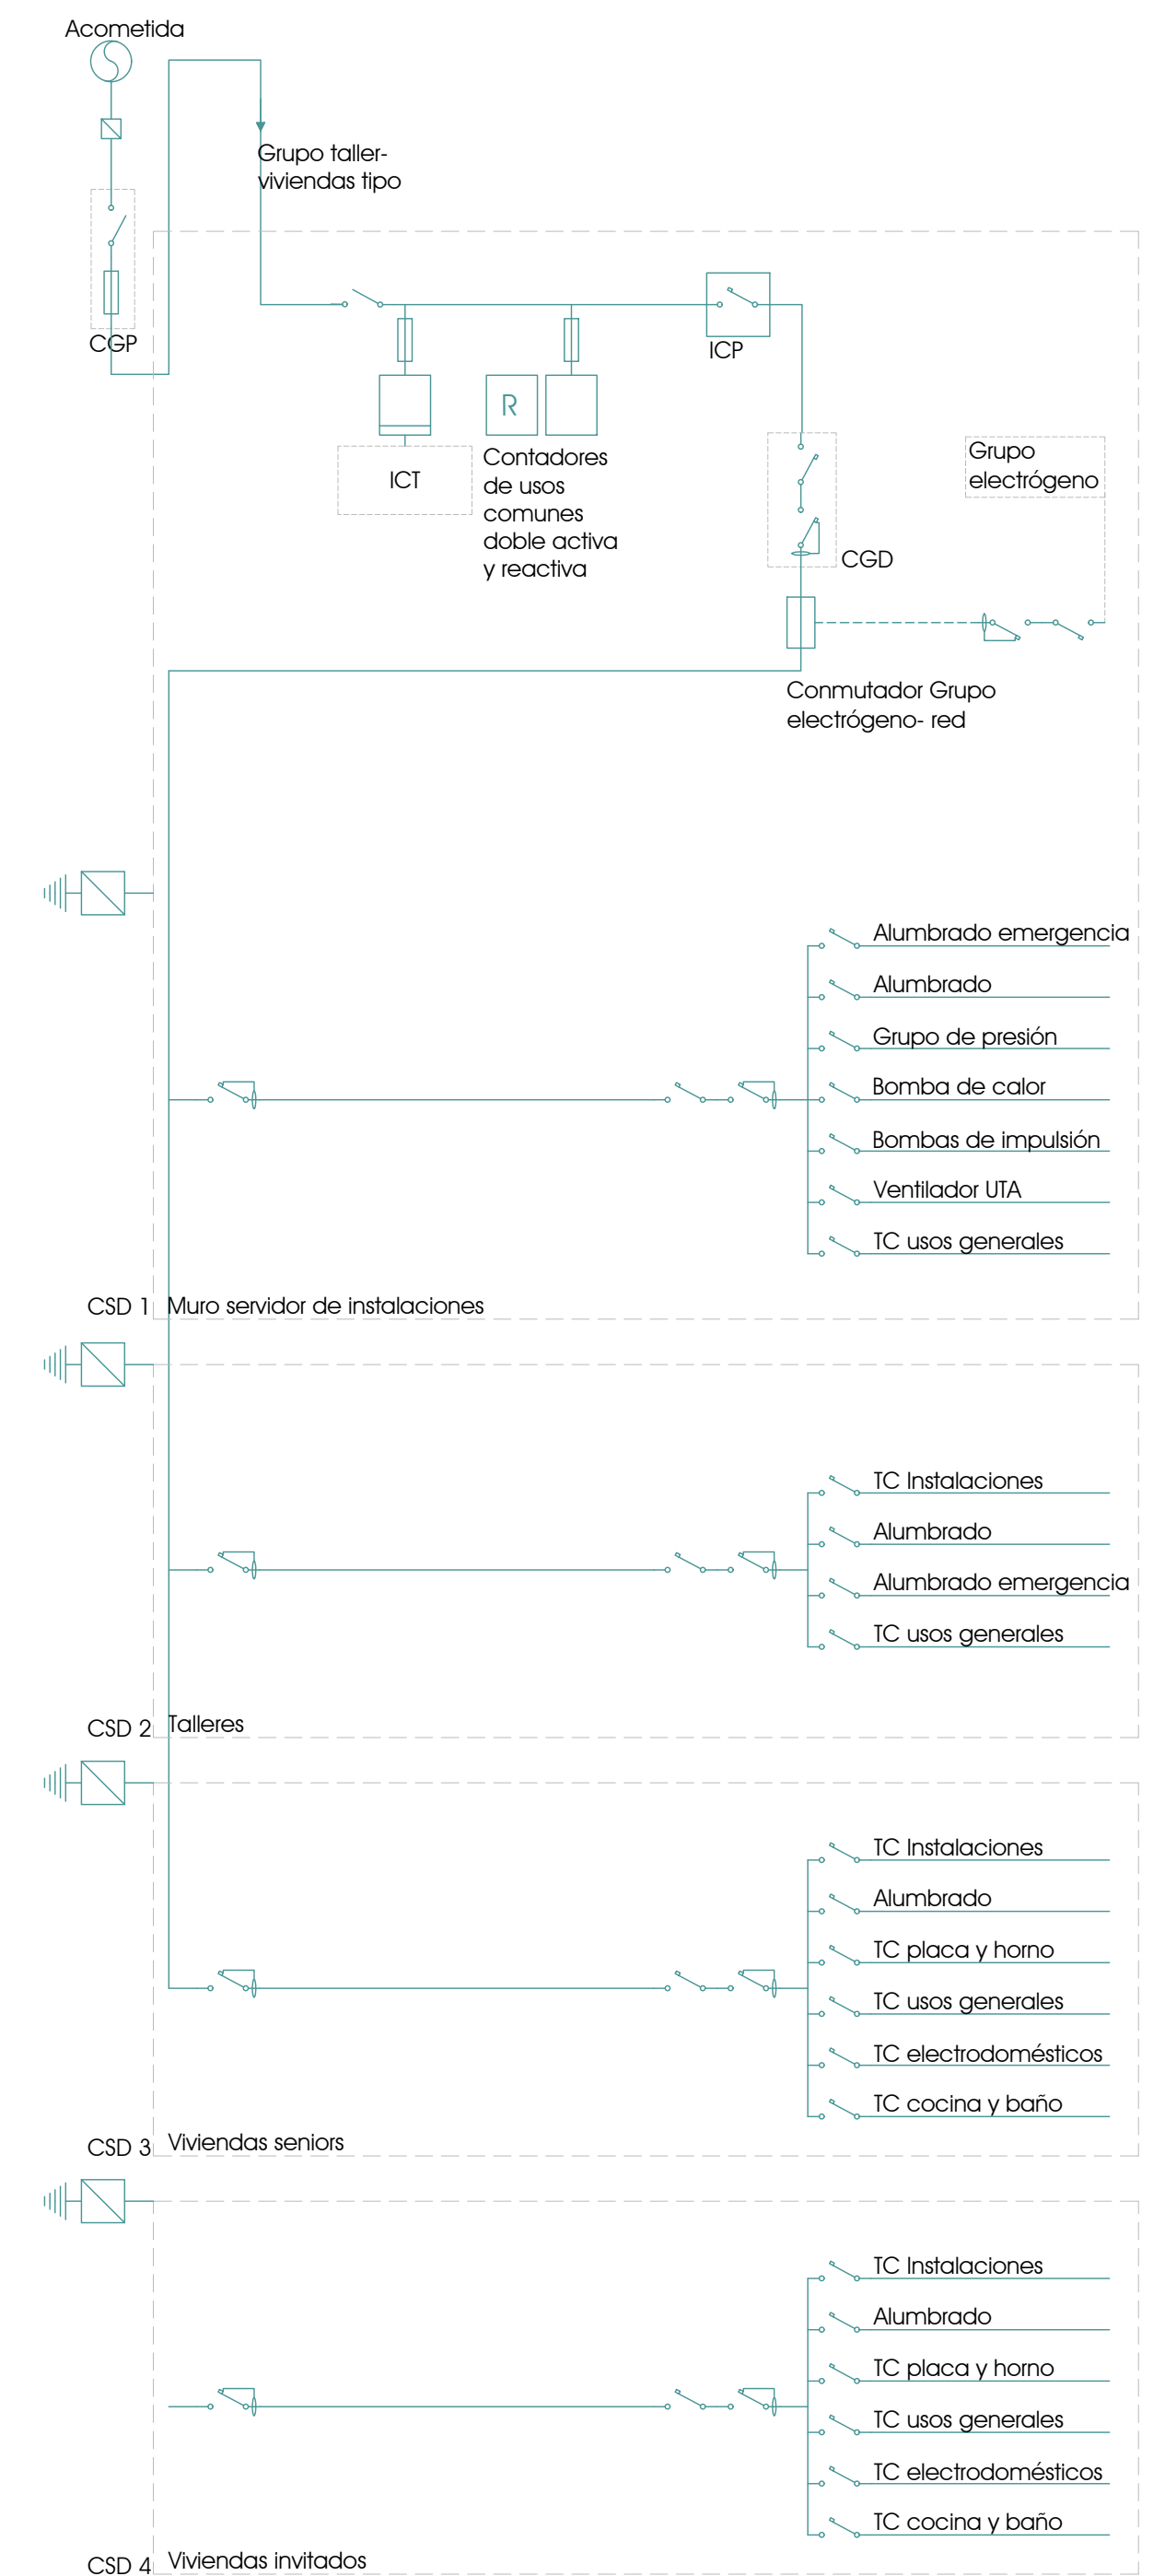 Acometida
Grupo taller-
viviendas tipo
CGP
ICP
R
ICT
Contadores
de usos
comunes
doble activa
y reactiva
Grupo
electrógeno
CGD
Conmutador Grupo
electrógeno- red
Alumbrado emergencia
Alumbrado
Grupo de presión
Bomba de calor
Bombas de impulsión
Ventilador UTA
TC usos generales
CSD 1 Muro servidor de instalaciones
TC Instalaciones
Alumbrado
Alumbrado emergencia
TC usos generales
CSD 2 Talleres
TC Instalaciones
Alumbrado
TC placa y horno
TC usos generales
TC electrodomésticos
TC cocina y baño
CSD 3 Viviendas seniors
TC Instalaciones
Alumbrado
TC placa y horno
TC usos generales
TC electrodomésticos
TC cocina y baño
CSD 4 Viviendas invitados